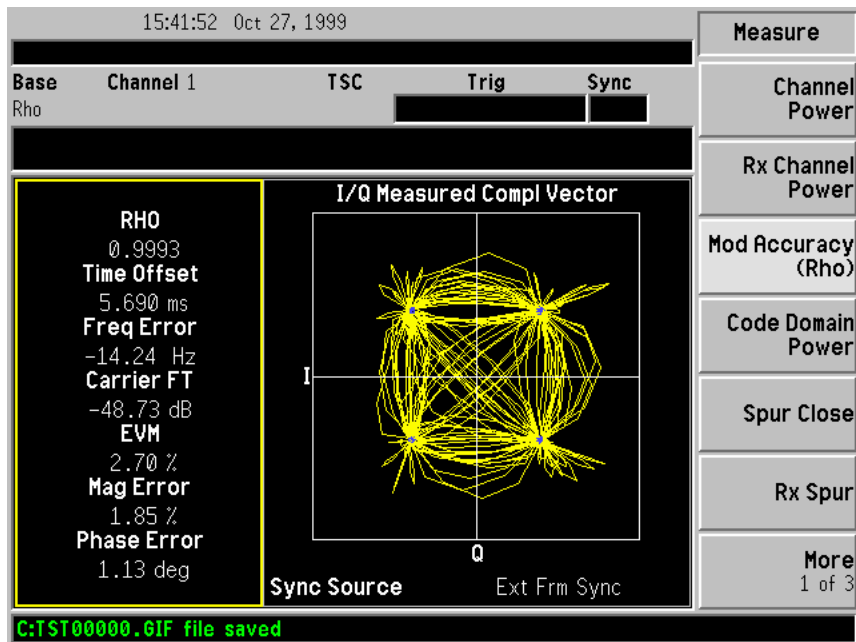 15:41:52 Oct 27, 1999
Base Channel 1 TSC Trig Sync
Rho
RHO
0.9993
Time Offset
5.690 ms
Freq Error
-14.24 Hz
Carrier FT
-48.73 dB
EVM
2.70 %
Mag Error
1.85 %
Phase Error
1.13 deg
I/Q Measured Compl Vector
I
Q
Sync Source Ext Frm Sync
Measure
Channel
Power
Rx Channel
Power
Mod Accuracy
(Rho)
Code Domain
Power
Spur Close
Rx Spur
More
1 of 3
C:TST00000.GIF file saved